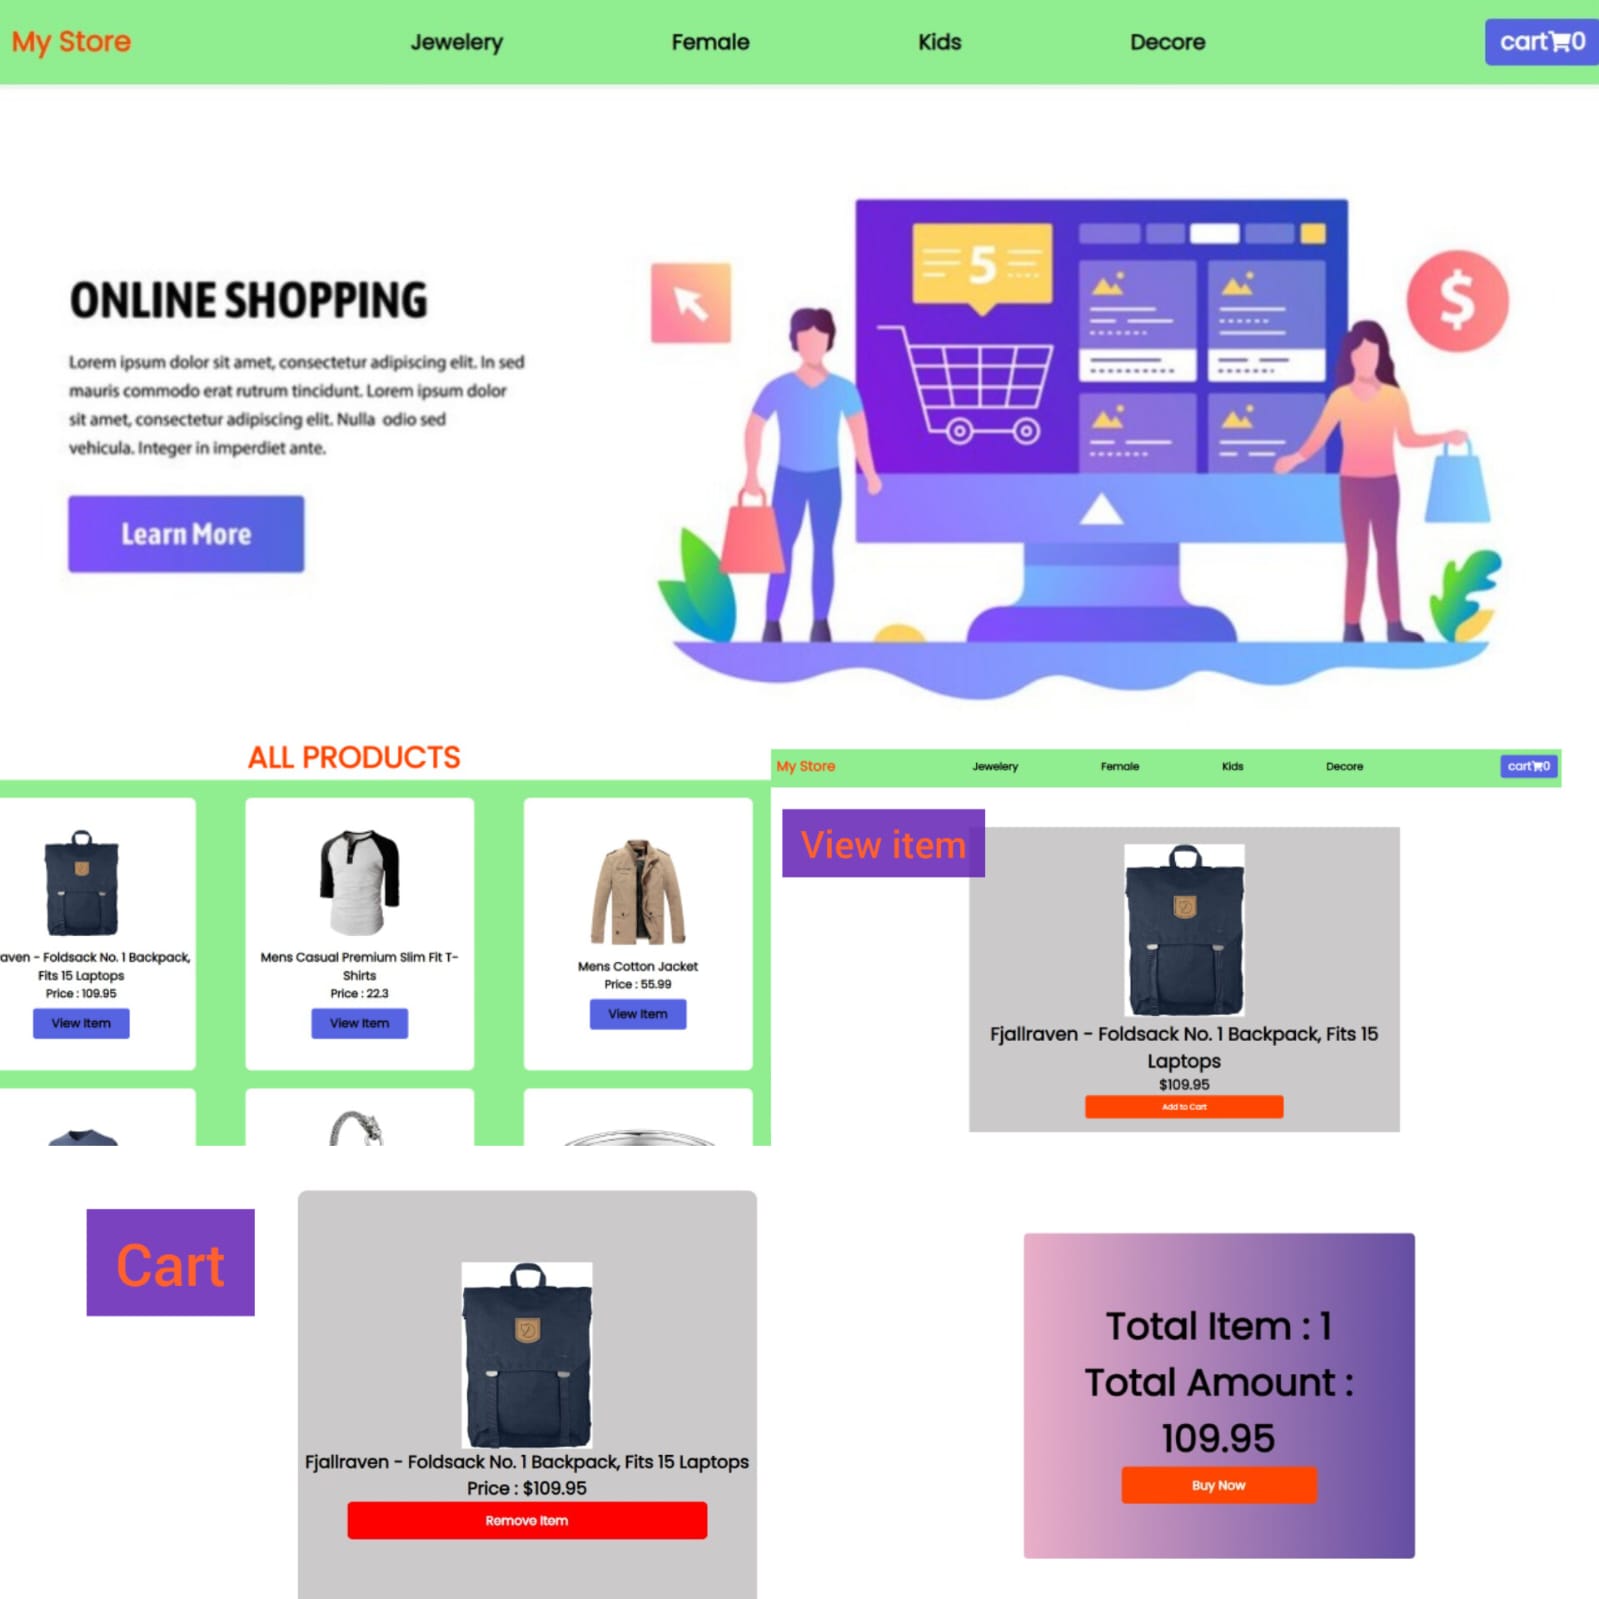 My Store
Jewelery
Female
Kids
Decore
cart0
ONLINE SHOPPING
Lorem ipsum dolor sit amet, consectetur adipiscing elit. In sed
mauris commodo erat rutrum tincidunt. Lorem ipsum dolor
sit amet, consectetur adipiscing elit. Nulla odio sed
vehicula. Integer in imperdiet ante.
Learn More
5
$
ALL PRODUCTS
raven - Foldsack No. 1 Backpack,
Fits 15 Laptops
Price : 109.95
View Item
Mens Casual Premium Slim Fit T-
Shirts
Price : 22.3
View Item
Mens Cotton Jacket
Price : 55.99
View Item
My Store
Jewelery
Female
Kids
Decore
cart0
View item
Fjallraven - Foldsack No. 1 Backpack, Fits 15
Laptops
$109.95
Add to Cart
Cart
Fjallraven - Foldsack No. 1 Backpack, Fits 15 Laptops
Price : $109.95
Remove Item
Total Item : 1
Total Amount :
109.95
Buy Now